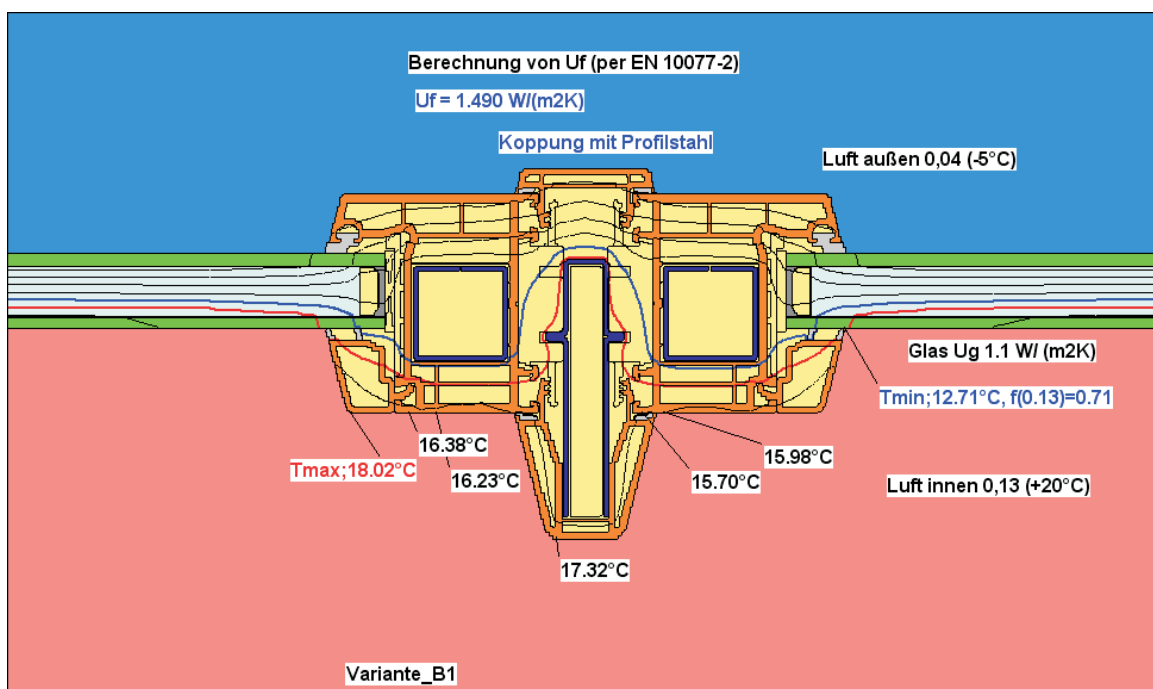 Berechnung von Uf (per EN 10077-2)
Uf = 1.490 W/(m2K)
Koppung mit Profilstahl
Luft außen 0,04 (-5°C)
Glas Ug 1.1 W/ (m2K)
Tmin;12.71°C, f(0.13)=0.71
16.38°C
15.98°C
Tmax;18.02°C
16.23°C
15.70°C
Luft innen 0,13 (+20°C)
17.32°C
Variante_B1